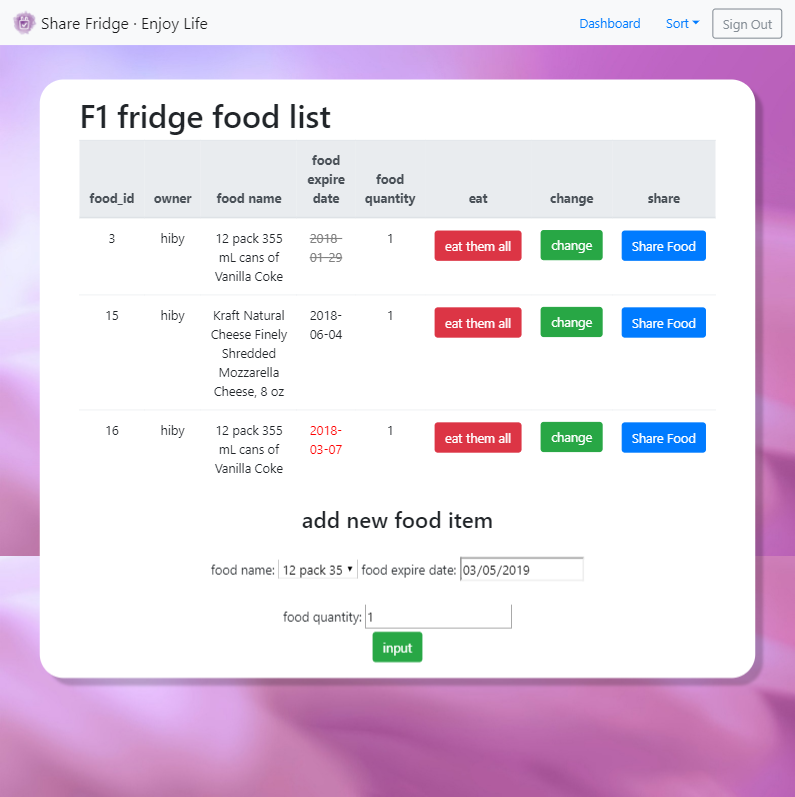 Share Fridge · Enjoy Life Dashboard Sort Sign Out
F1 fridge food list
food_id owner food name food expire date food quantity eat change share
3 hiby 12 pack 355 mL cans of Vanilla Coke 2018-01-29 1 eat them all change Share Food
15 hiby Kraft Natural Cheese Finely Shredded Mozzarella Cheese, 8 oz 2018-06-04 1 eat them all change Share Food
16 hiby 12 pack 355 mL cans of Vanilla Coke 2018-03-07 1 eat them all change Share Food
add new food item
food name: 12 pack 35 food expire date: 03/05/2019
food quantity: 1
input